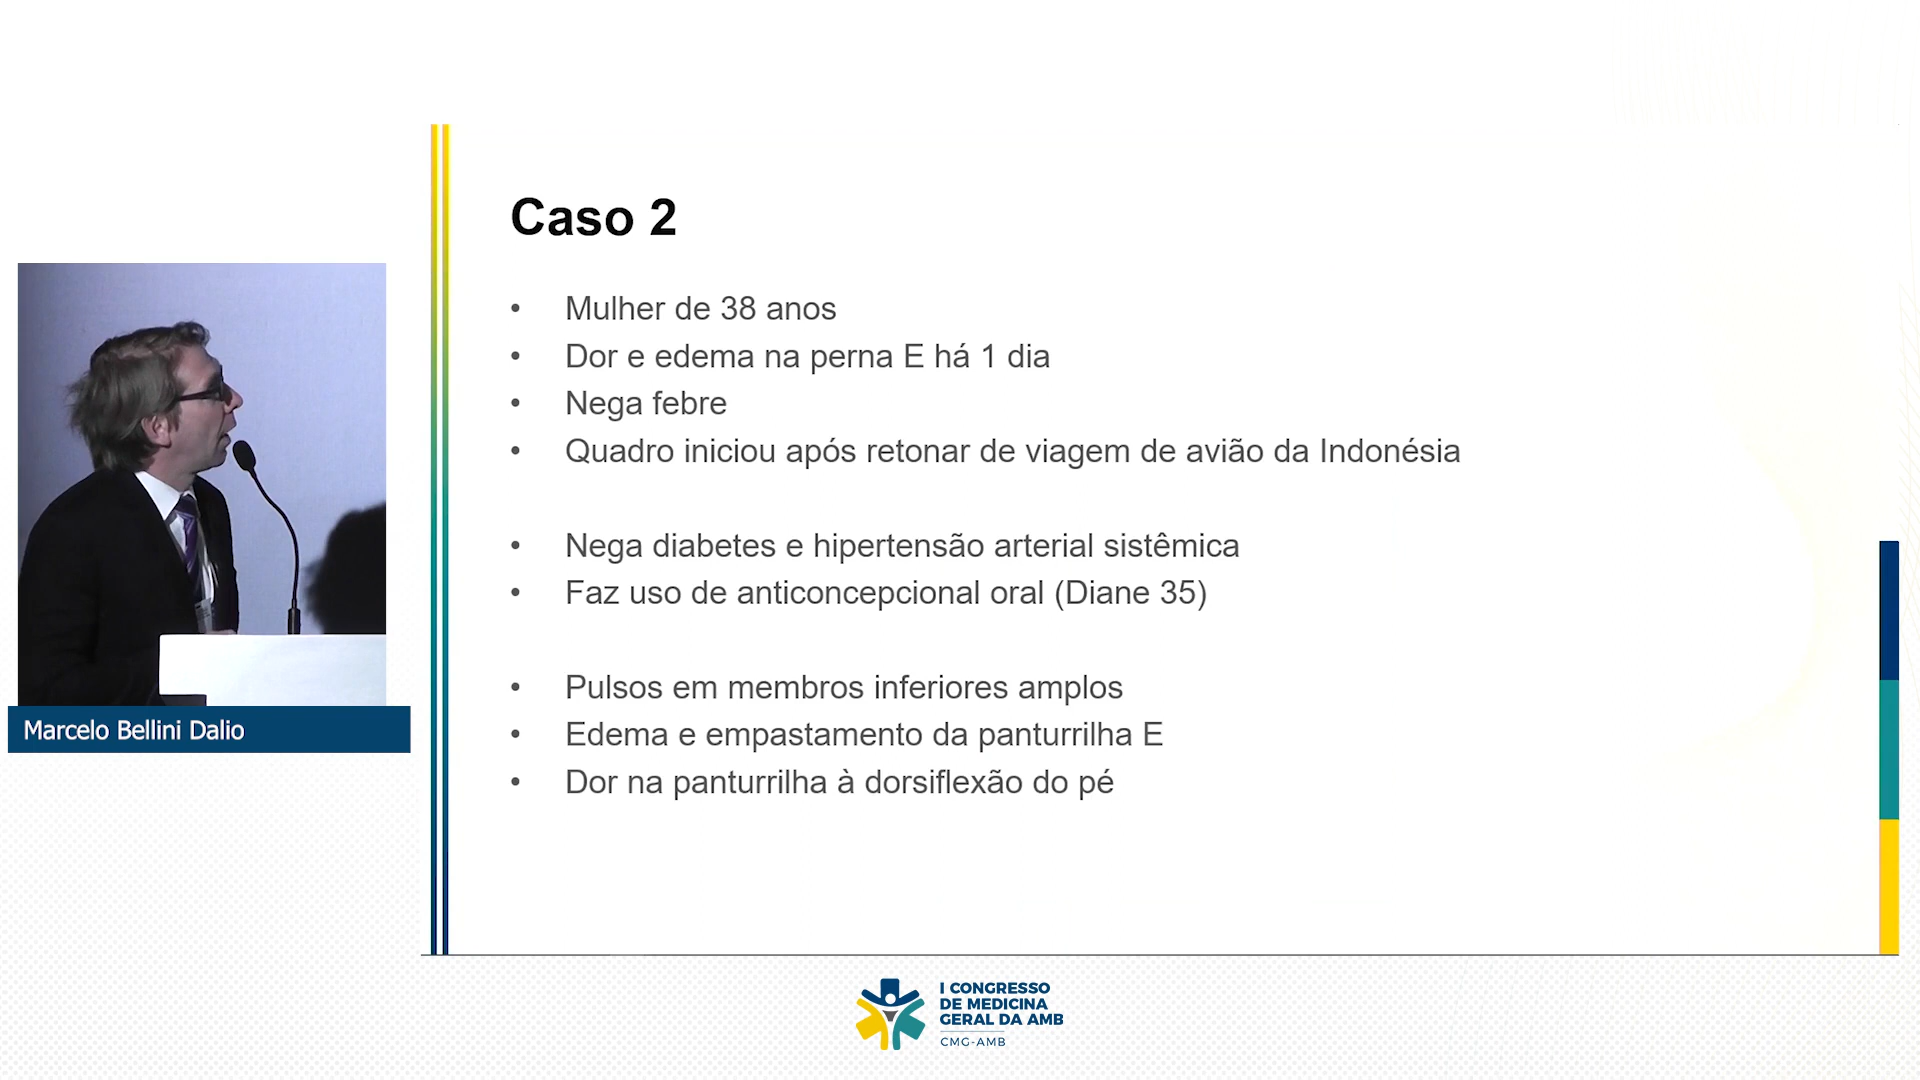 Caso 2
• Mulher de 38 anos
• Dor e edema na perna E há 1 dia
• Nega febre
• Quadro iniciou após retonar de viagem de avião da Indonésia
• Nega diabetes e hipertensão arterial sistêmica
• Faz uso de anticoncepcional oral (Diane 35)
• Pulsos em membros inferiores amplos
• Edema e empastamento da panturrilha E
• Dor na panturrilha à dorsiflexão do pé
Marcelo Bellini Dalio
I CONGRESSO
DE MEDICINA
GERAL DA AMB
CMG-AMB